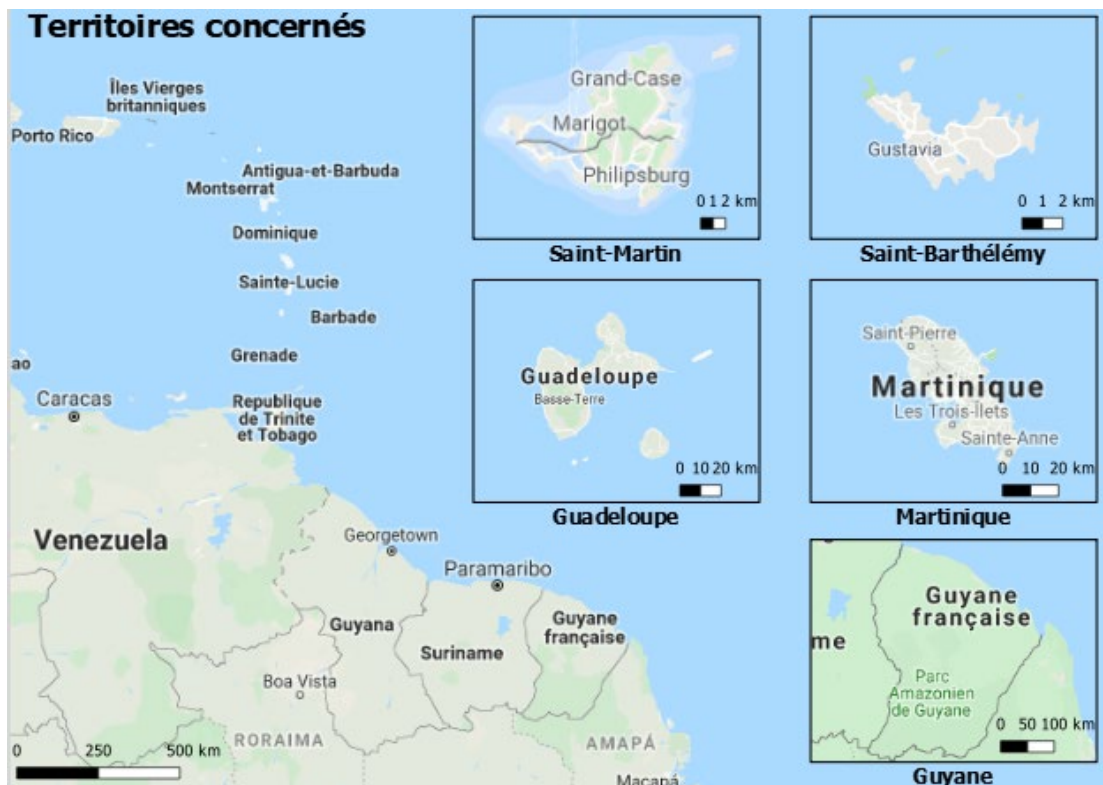 Territoires concernés
Îles Vierges
britanniques
Porto Rico
Antigua-et-Barbuda
Montserrat
Dominique
Sainte-Lucie
Barbade
Grenade
ao
Caracas
Republique
de Trinite
et Tobago
Venezuela
Georgetown
Paramaribo
Guyana
Suriname
Guyane
française
Boa Vista
RORAIMA
AMAPÁ
Macapá
0 250 500 km
Grand-Case
Marigot
Philipsburg
0 1 2 km
Saint-Martin
Gustavia
0 1 2 km
Saint-Barthélémy
Guadeloupe
Basse-Terre
0 10 20 km
Guadeloupe
Saint-Pierre
Martinique
Les Trois-Îlets
Sainte-Anne
0 10 20 km
Martinique
Guyane
française
me
Parc
Amazonien
de Guyane
0 50 100 km
Guyane